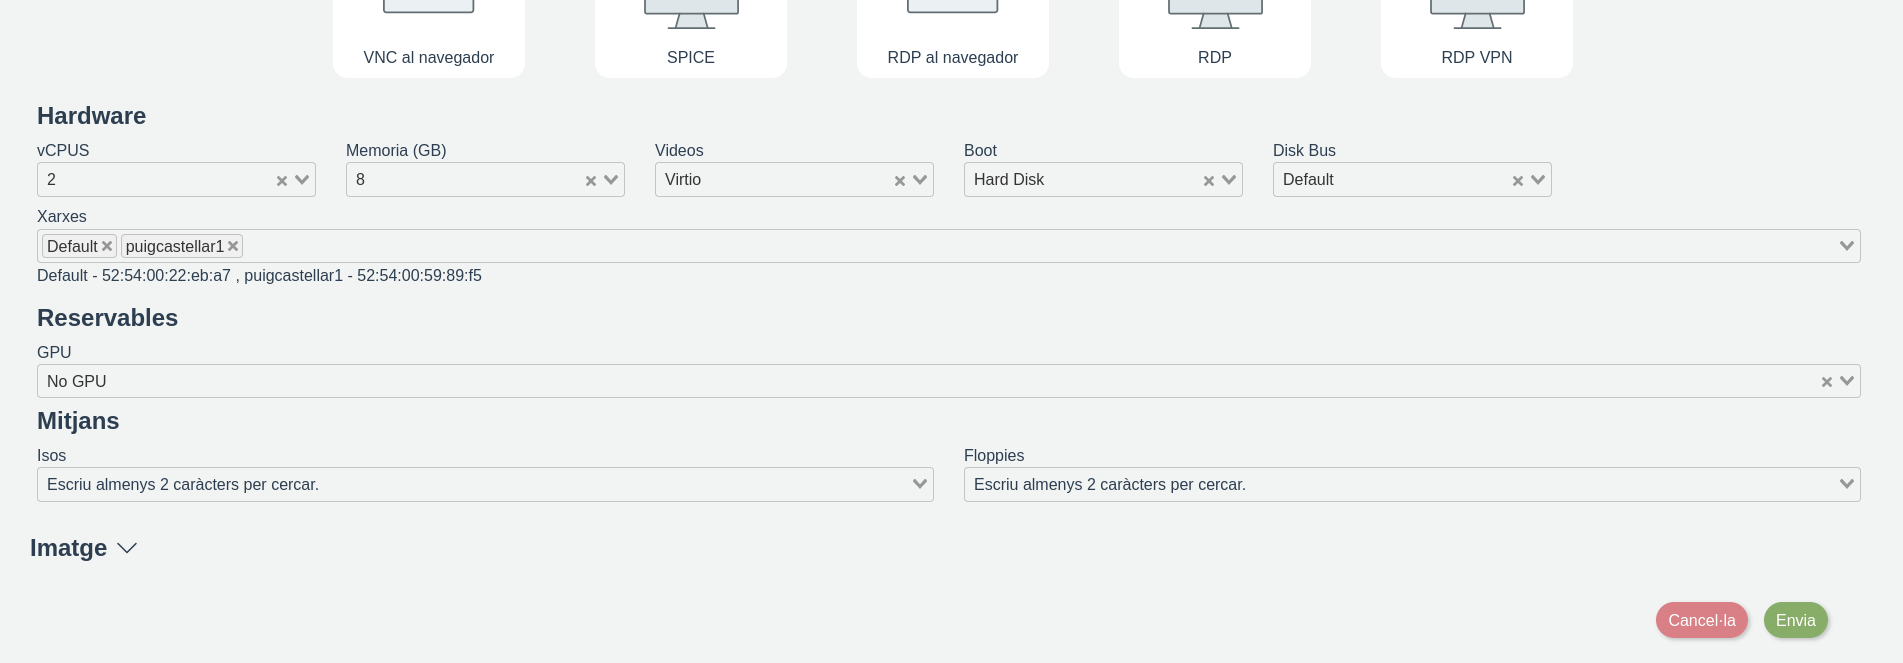 VNC al navegador SPICE RDP al navegador RDP RDP VPN
Hardware
vCPUS Memoria (GB) Videos Boot Disk Bus
2 8 Virtio Hard Disk Default
Xarxes
Default puigcastellar1
Default - 52:54:00:22:eb:a7 , puigcastellar1 - 52:54:00:59:89:f5
Reservables
GPU
No GPU
Mitjans
Isos Floppies
Escriu almenys 2 caràcters per cercar. Escriu almenys 2 caràcters per cercar.
Imatge
Cancel·la Envia